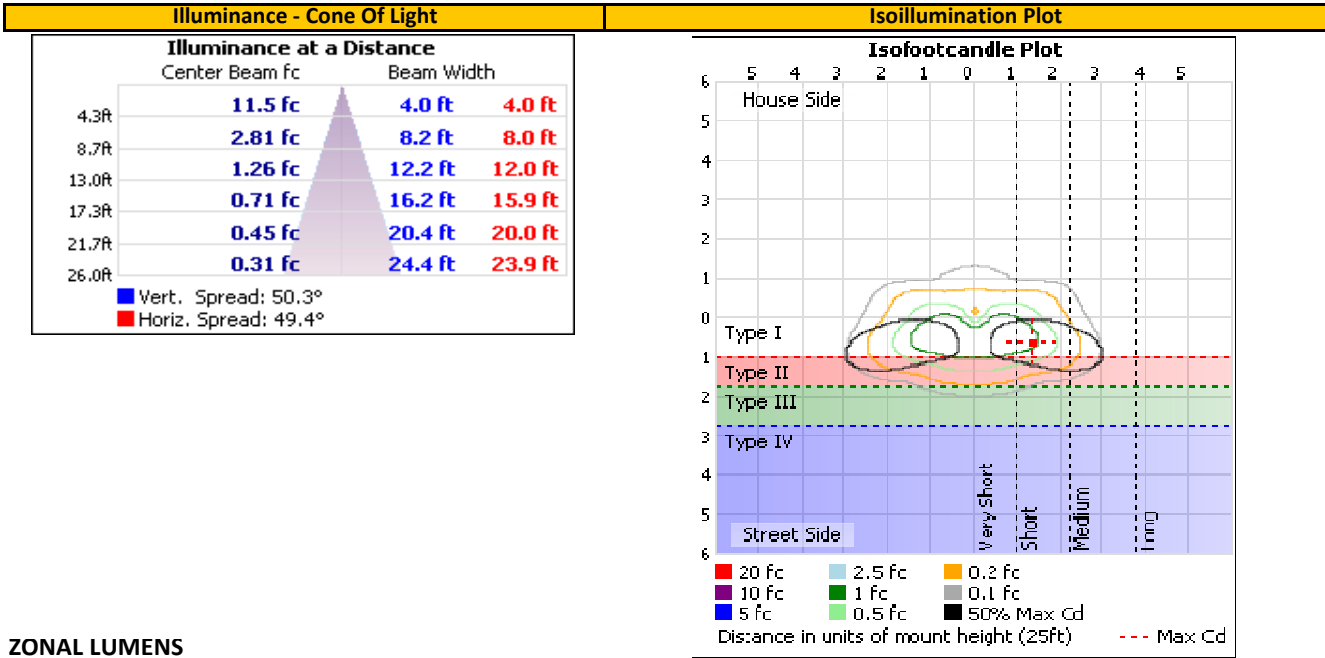 Illuminance - Cone Of Light
Isoillumination Plot
Illuminance at a Distance
Center Beam fc Beam Width
4.3ft 11.5 fc 4.0 ft 4.0 ft
8.7ft 2.81 fc 8.2 ft 8.0 ft
13.0ft 1.26 fc 12.2 ft 12.0 ft
17.3ft 0.71 fc 16.2 ft 15.9 ft
21.7ft 0.45 fc 20.4 ft 20.0 ft
26.0ft 0.31 fc 24.4 ft 23.9 ft
Vert. Spread: 50.3°
Horiz. Spread: 49.4°
Isofootcandle Plot
5 4 3 2 1 0 1 2 3 4 5
6
House Side
5
4
3
2
1
0
Type I
1
Type II
2
Type III
3
Type IV
4
5
6
Very Short
Short
Medium
Long
Street Side
20 fc 2.5 fc 0.2 fc
10 fc 1 fc 0.1 fc
5 fc 0.5 fc 50% Max Cd
Distance in units of mount height (25ft) --- Max Cd
ZONAL LUMENS